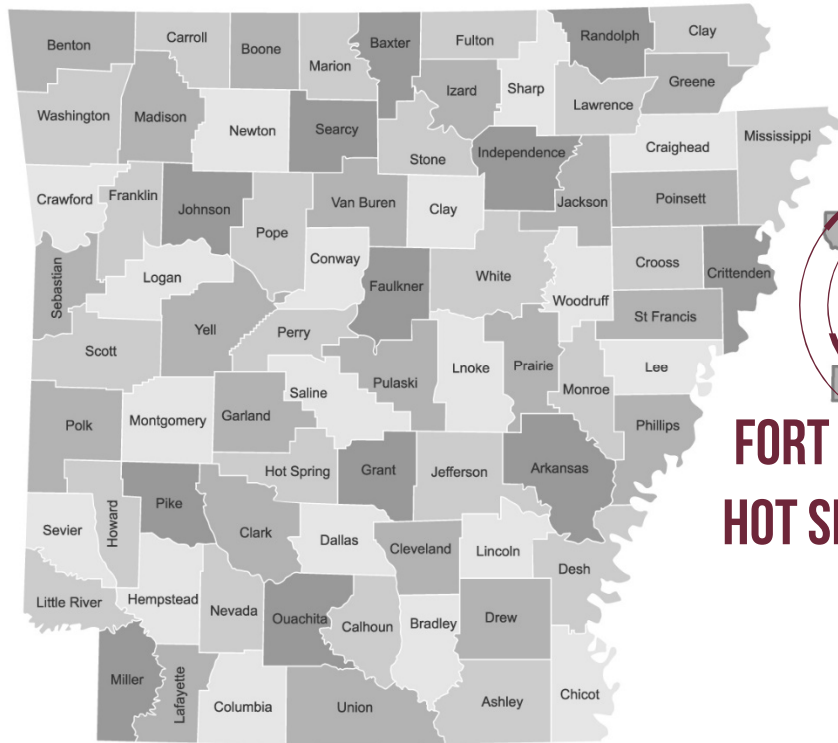 Benton
Carroll
Boone
Marion
Baxter
Fulton
Randolph
Clay
Izard
Sharp
Greene
Lawrence
Washington
Madison
Newton
Searcy
Stone
Independence
Craighead
Mississippi
Crawford
Franklin
Johnson
Pope
Van Buren
Clay
Jackson
Poinsett
Sebastian
Logan
Conway
Faulkner
White
Woodruff
Crooss
Crittenden
St Francis
Scott
Yell
Perry
Pulaski
Lnoke
Prairie
Monroe
Lee
Saline
Polk
Montgomery
Garland
Phillips
Hot Spring
Grant
Jefferson
Arkansas
FORT
Sevier
Howard
Pike
Clark
Dallas
Cleveland
Lincoln
Desh
HOT
Little River
Hempstead
Nevada
Ouachita
Calhoun
Bradley
Drew
Miller
Lafayette
Columbia
Union
Ashley
Chicot